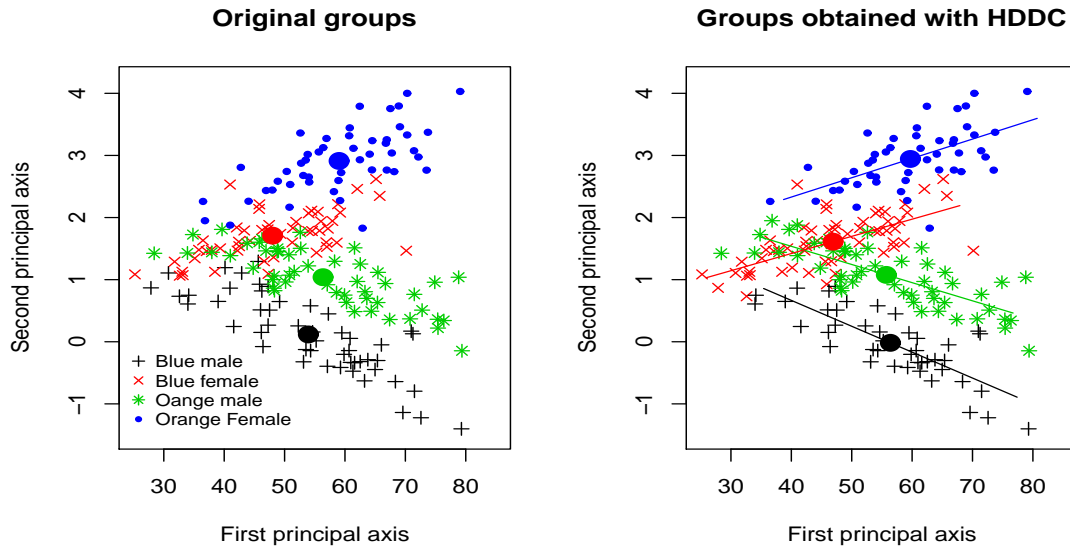 Original groups
Groups obtained with HDDC
Second principal axis
4
3
2
1
0
−1
Blue male
Blue female
Oange male
Orange Female
30 40 50 60 70 80
First principal axis
Second principal axis
4
3
2
1
0
−1
30 40 50 60 70 80
First principal axis